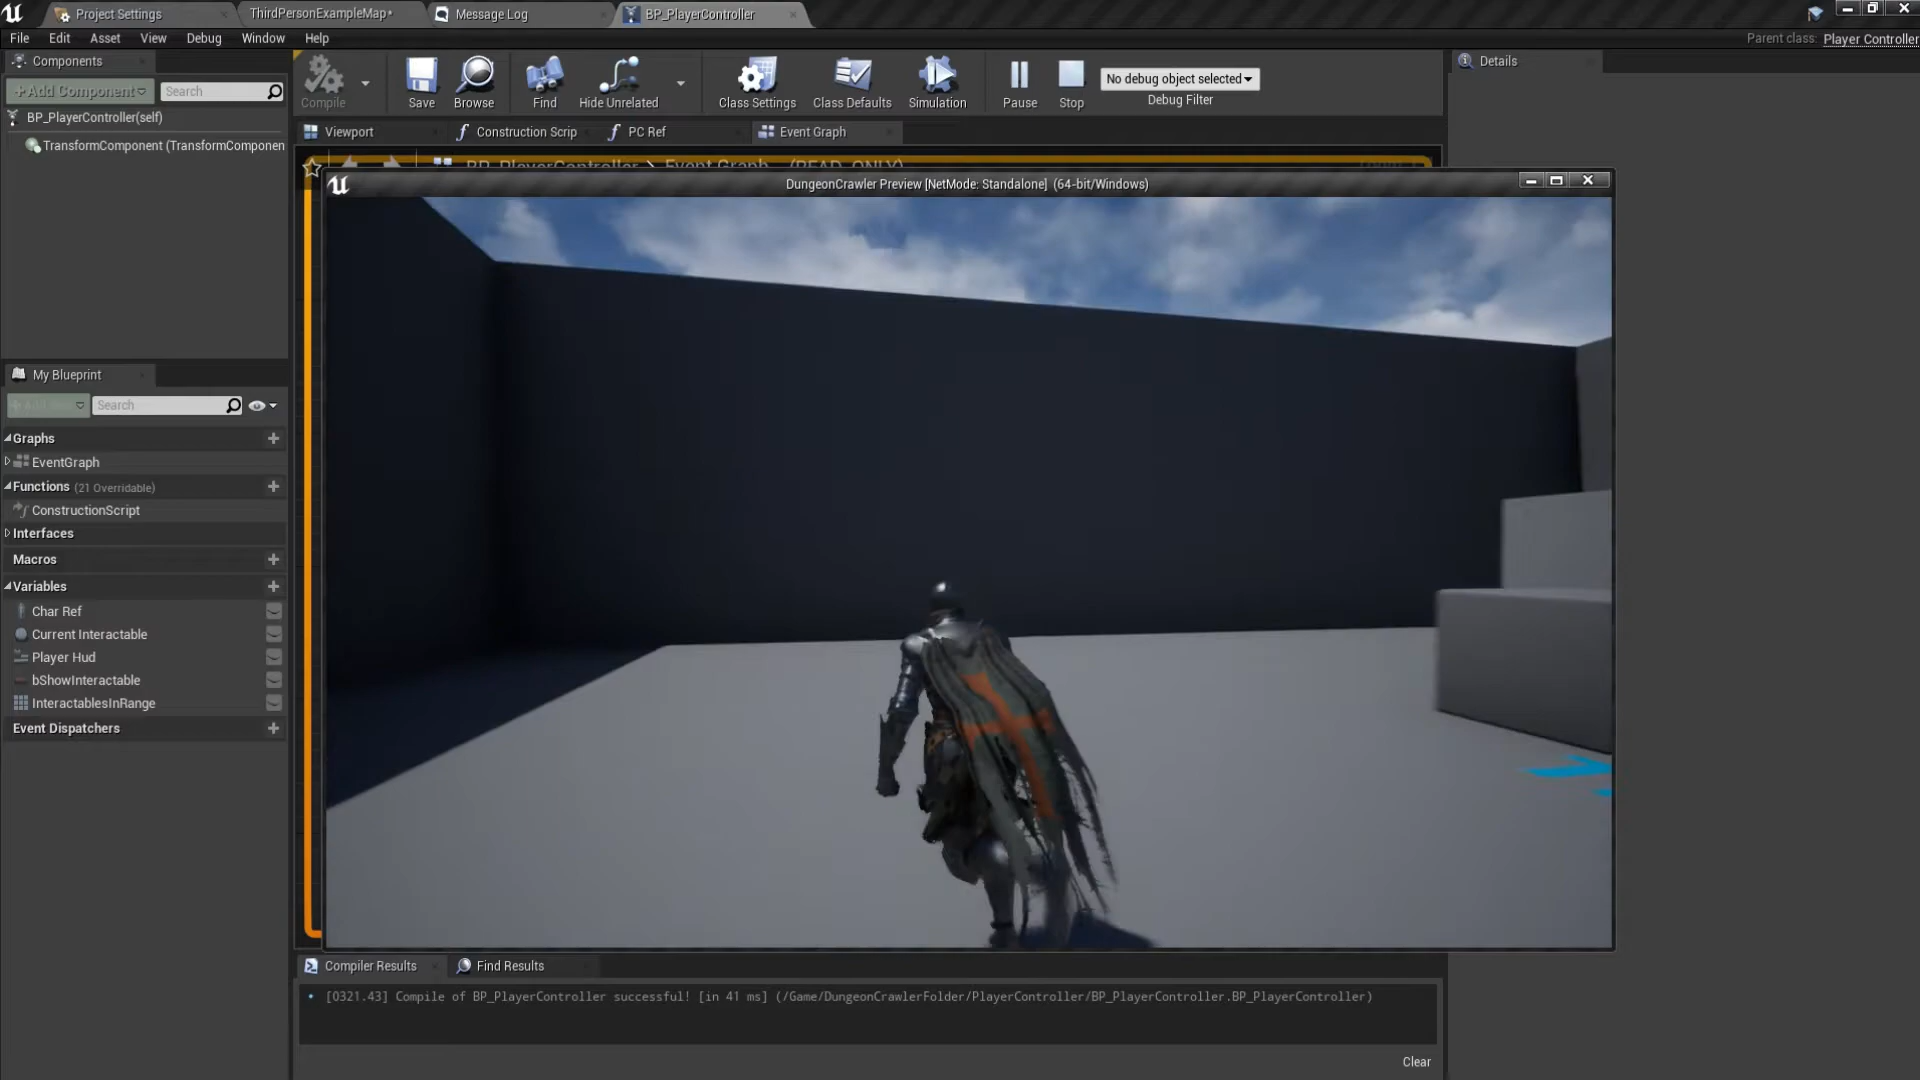 Project Settings
ThirdPersonExampleMap*
Message Log
BP_PlayerController
File Edit Asset View Debug Window Help
Parent class: Player Controller
Components
+Add Component
Search
BP_PlayerController(self)
TransformComponent (TransformComponen
Compile
Save
Browse
Find
Hide Unrelated
Class Settings
Class Defaults
Simulation
Pause
Stop
No debug object selected
Debug Filter
Details
Viewport
Construction Scrip
PC Ref
Event Graph
BP_PlayerController > Event Graph (READ-ONLY)
DungeonCrawler Preview [NetMode: Standalone] (64-bit/Windows)
My Blueprint
Search
Graphs
EventGraph
Functions (21 Overridable)
ConstructionScript
Interfaces
Macros
Variables
Char Ref
Current Interactable
Player Hud
bShowInteractable
InteractablesInRange
Event Dispatchers
Compiler Results
Find Results
[0321.43] Compile of BP_PlayerController successful! [in 41 ms] (/Game/DungeonCrawlerFolder/PlayerController/BP_PlayerController.BP_PlayerController)
Clear